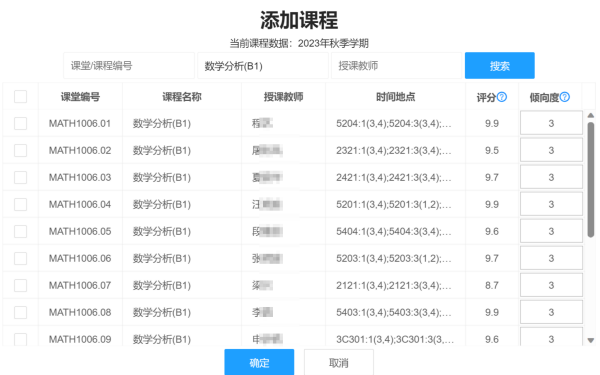 添加课程
当前课程数据：2023年秋季学期
课堂/课程编号 数学分析(B1) 授课教师 搜索
课堂编号 课程名称 授课教师 时间地点 评分 倾向度
MATH1006.01 数学分析(B1) 程 5204:1(3,4);5204:3(3,4);... 9.9 3
MATH1006.02 数学分析(B1) 2321:1(3,4);2321:3(3,4);... 9.5 3
MATH1006.03 数学分析(B1) 夏 2421:1(3,4);2421:3(3,4);... 9.7 3
MATH1006.04 数学分析(B1) 汪 5201:1(3,4);5201:3(1,2);... 9.9 3
MATH1006.05 数学分析(B1) 段 5404:1(3,4);5404:3(3,4);... 9.6 3
MATH1006.06 数学分析(B1) 张 5203:1(3,4);5203:3(1,2);... 9.7 3
MATH1006.07 数学分析(B1) 梁 2121:1(3,4);2121:3(3,4);... 8.7 3
MATH1006.08 数学分析(B1) 李 5403:1(3,4);5403:3(3,4);... 9.9 3
MATH1006.09 数学分析(B1) 申 3C301:1(3,4);3C301:3(3,... 9.6 3
确定 取消